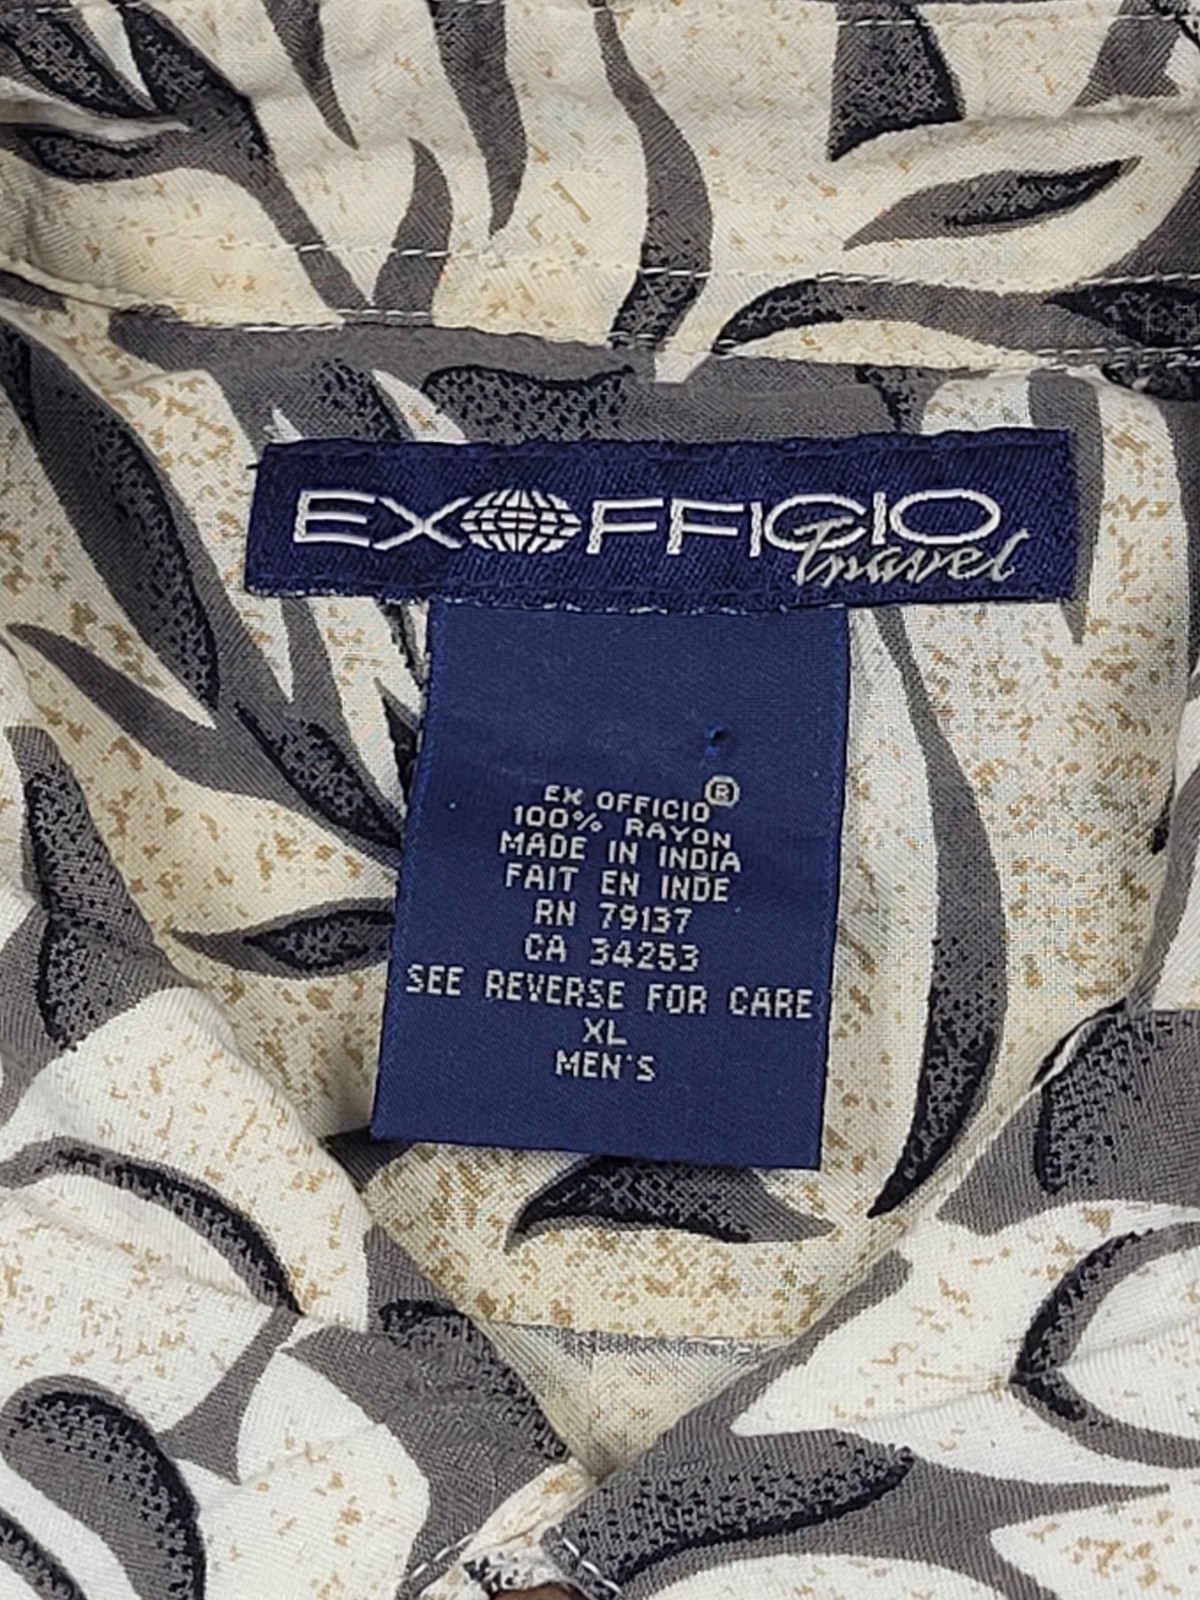 EXOFFICIO
Travel
EX OFFICIO®
100% RAYON
MADE IN INDIA
FAIT EN INDE
RN 79137
CA 34253
SEE REVERSE FOR CARE
XL
MEN'S